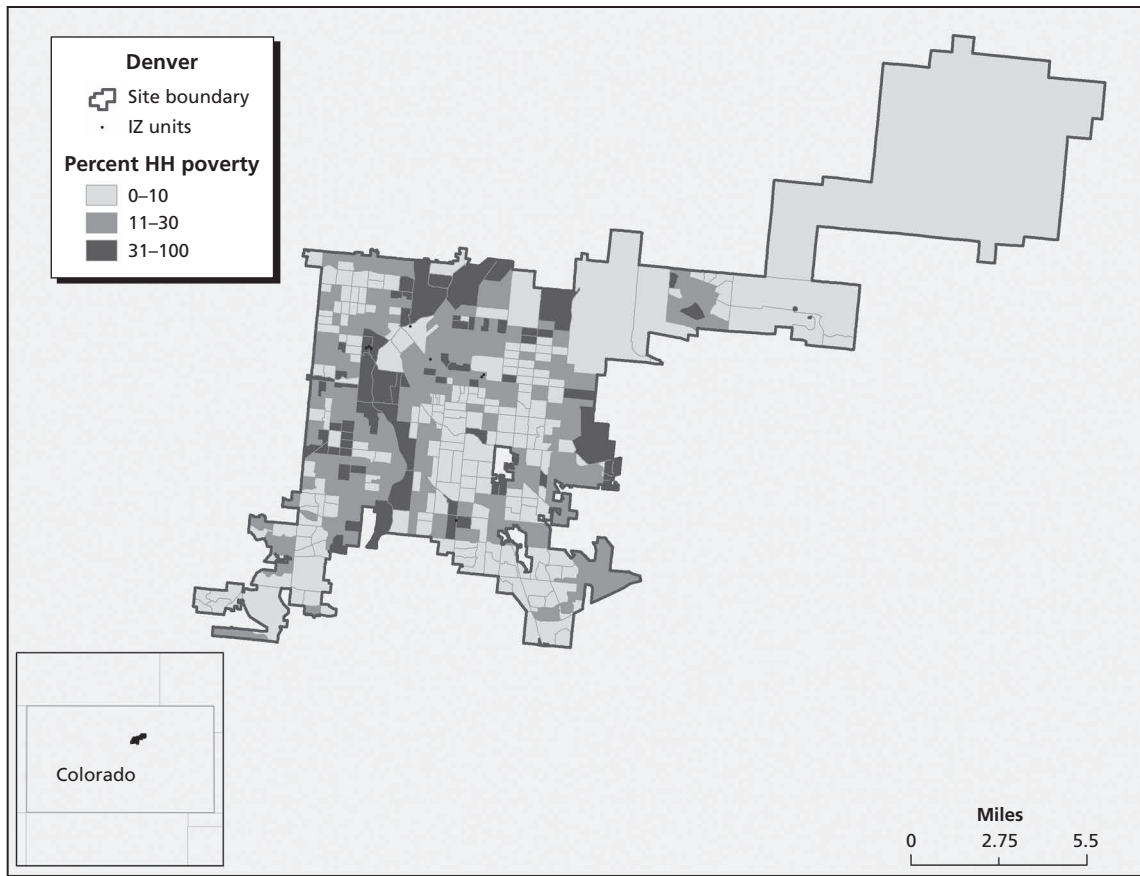 Denver
Site boundary
IZ units
Percent HH poverty
0–10
11–30
31–100
Colorado
Miles
0 2.75 5.5